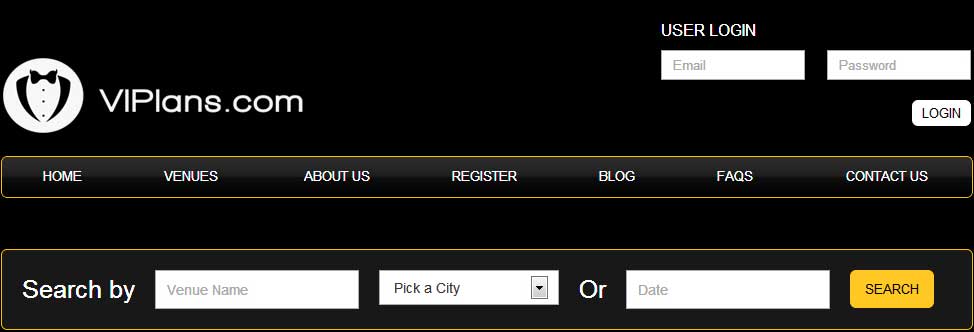 USER LOGIN
Email Password
VIPlans.com
LOGIN
HOME VENUES ABOUT US REGISTER BLOG FAQS CONTACT US
Search by Venue Name Pick a City Or Date SEARCH